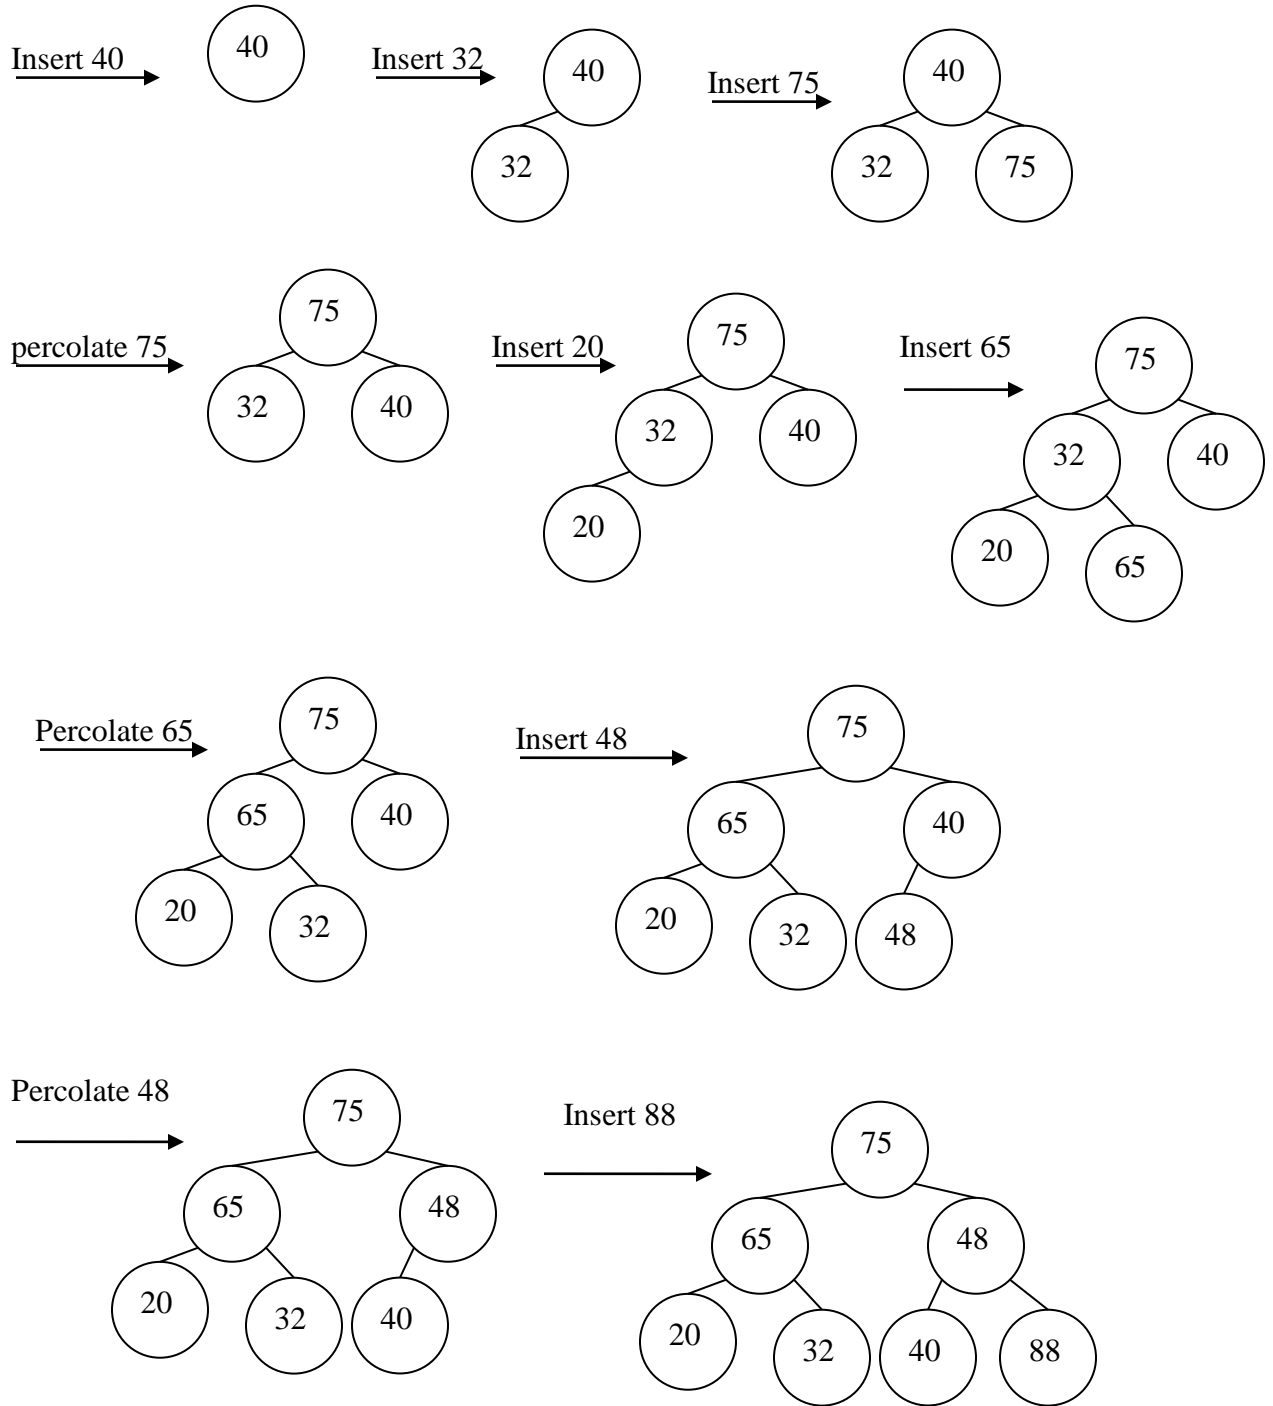 Insert 40
40
Insert 32
40
32
Insert 75
40
32 75
percolate 75
75
32 40
Insert 20
75
32 40
20
Insert 65
75
32 40
20 65
Percolate 65
75
65 40
20 32
Insert 48
75
65 40
20 32 48
Percolate 48
75
65 48
20 32 40
Insert 88
75
65 48
20 32 40 88